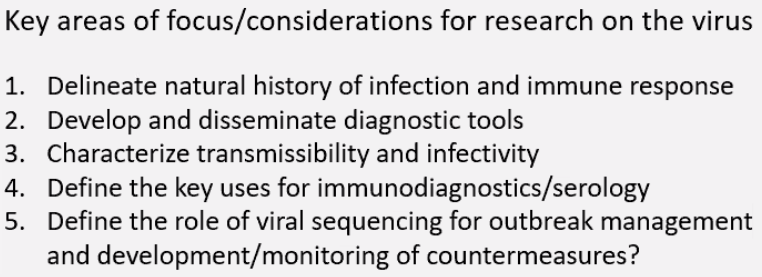 Key areas of focus/considerations for research on the virus
1. Delineate natural history of infection and immune response
2. Develop and disseminate diagnostic tools
3. Characterize transmissibility and infectivity
4. Define the key uses for immunodiagnostics/serology
5. Define the role of viral sequencing for outbreak management
and development/monitoring of countermeasures?